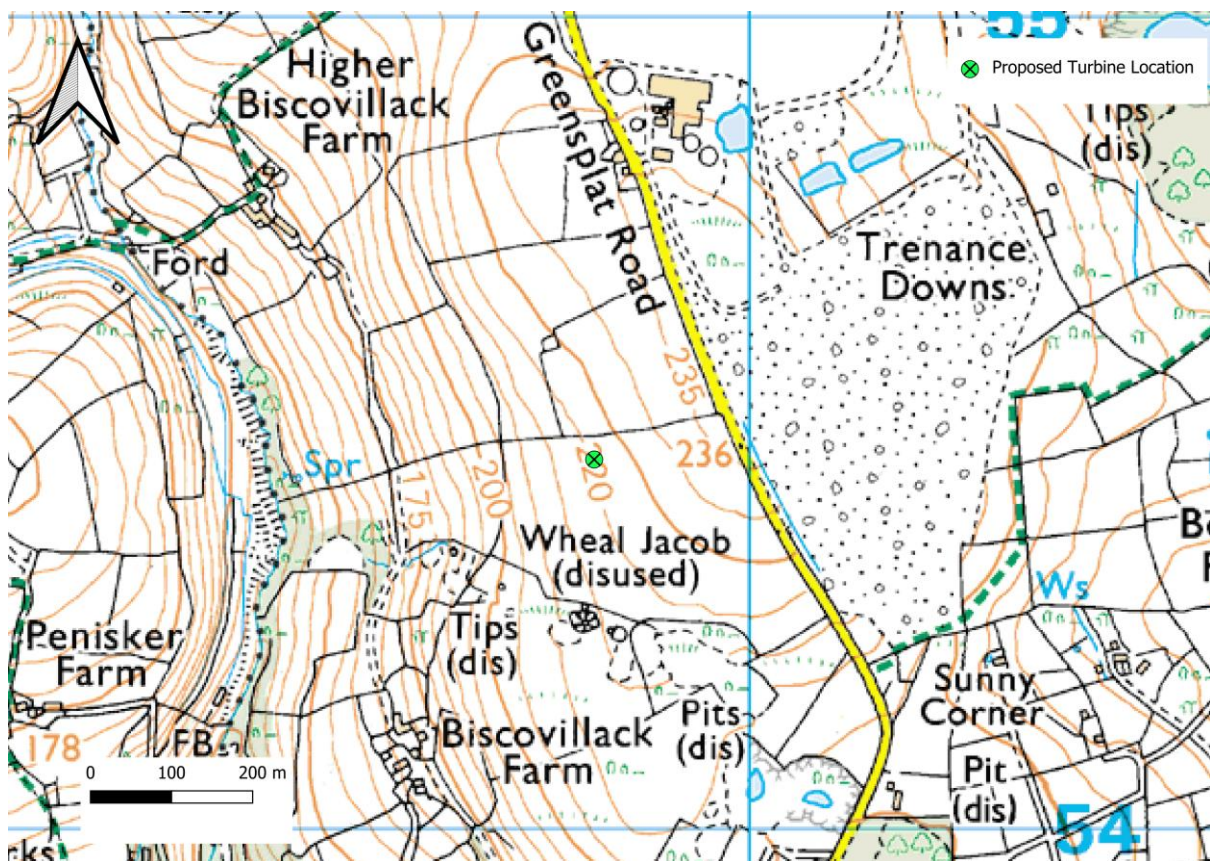 55
Proposed Turbine Location
Higher
Biscovillack
Farm
Greensplat Road
Tips
(dis)
Ford
Trenance
Downs
235
236
Spr
220
200
175
Wheal Jacob
(disused)
Ws
Penisker
Farm
Tips
(dis)
Sunny
Corner
Biscovillack
Farm
Pits
(dis)
178
FB
Pit
(dis)
0 100 200 m
54